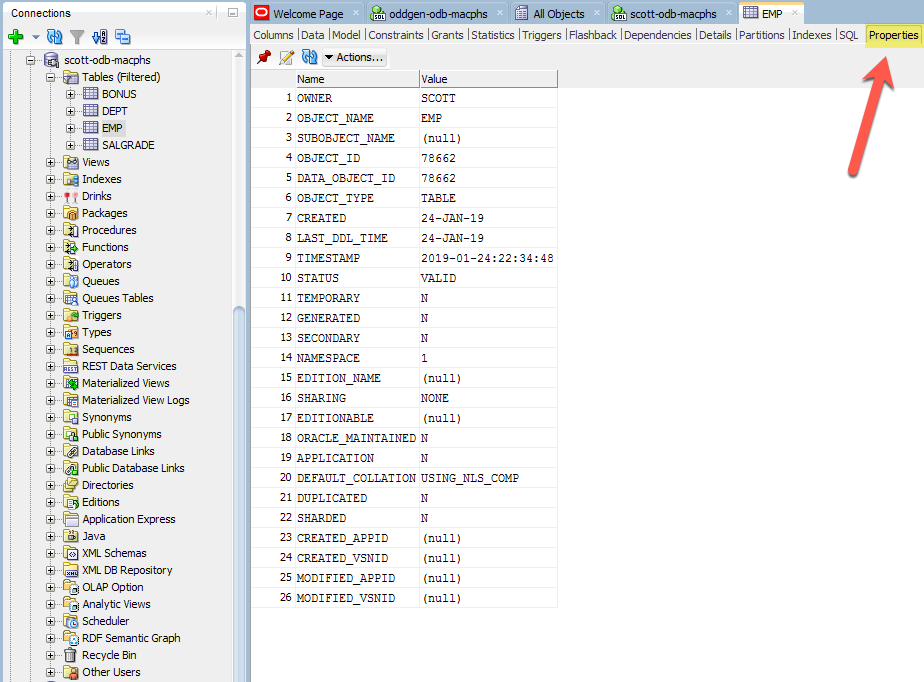 Connections
scott-odb-macphs
Tables (Filtered)
BONUS
DEPT
EMP
SALGRADE
Views
Indexes
Drinks
Packages
Procedures
Functions
Operators
Queues
Queues Tables
Triggers
Types
Sequences
REST Data Services
Materialized Views
Materialized View Logs
Synonyms
Public Synonyms
Database Links
Public Database Links
Directories
Editions
Application Express
Java
XML Schemas
XML DB Repository
OLAP Option
Analytic Views
Scheduler
RDF Semantic Graph
Recycle Bin
Other Users
Welcome Page oddgen-odb-macphs All Objects scott-odb-macphs EMP
Columns | Data | Model | Constraints | Grants | Statistics | Triggers | Flashback | Dependencies | Details | Partitions | Indexes | SQL | Properties
Actions...
Name Value
1 OWNER SCOTT
2 OBJECT_NAME EMP
3 SUBOBJECT_NAME (null)
4 OBJECT_ID 78662
5 DATA_OBJECT_ID 78662
6 OBJECT_TYPE TABLE
7 CREATED 24-JAN-19
8 LAST_DDL_TIME 24-JAN-19
9 TIMESTAMP 2019-01-24:22:34:48
10 STATUS VALID
11 TEMPORARY N
12 GENERATED N
13 SECONDARY N
14 NAMESPACE 1
15 EDITION_NAME (null)
16 SHARING NONE
17 EDITIONABLE (null)
18 ORACLE_MAINTAINED N
19 APPLICATION N
20 DEFAULT_COLLATION USING_NLS_COMP
21 DUPLICATED N
22 SHARDED N
23 CREATED_APPID (null)
24 CREATED_VSNID (null)
25 MODIFIED_APPID (null)
26 MODIFIED_VSNID (null)